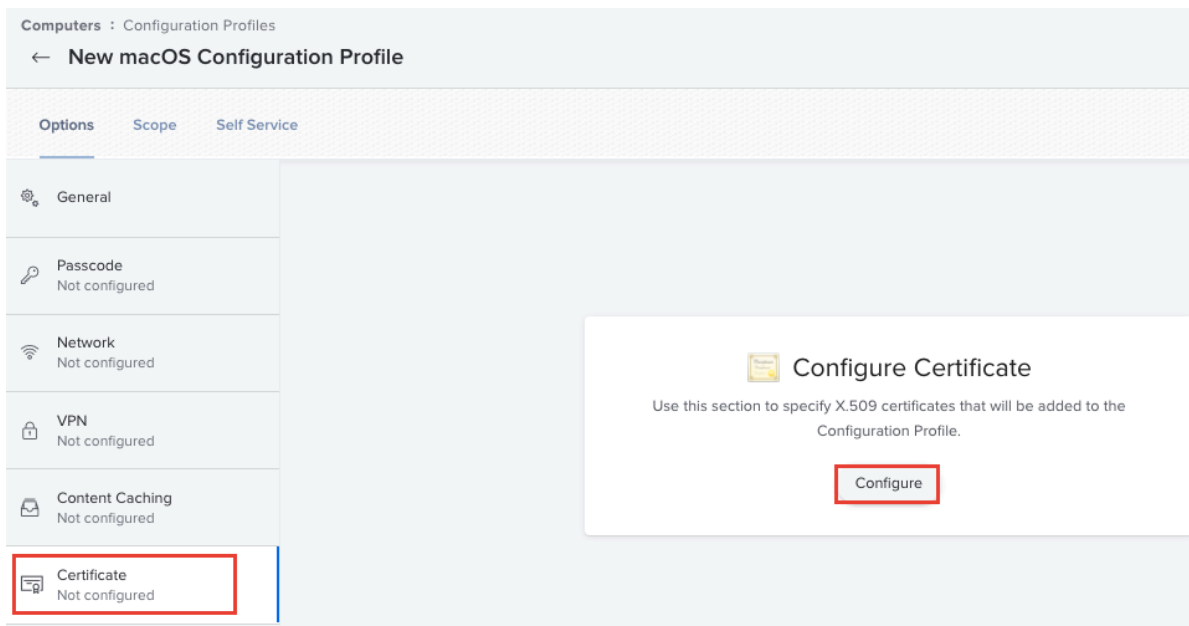 Computers : Configuration Profiles
← New macOS Configuration Profile
Options Scope Self Service
General
Passcode
Not configured
Network
Not configured
VPN
Not configured
Content Caching
Not configured
Certificate
Not configured
Configure Certificate
Use this section to specify X.509 certificates that will be added to the
Configuration Profile.
Configure